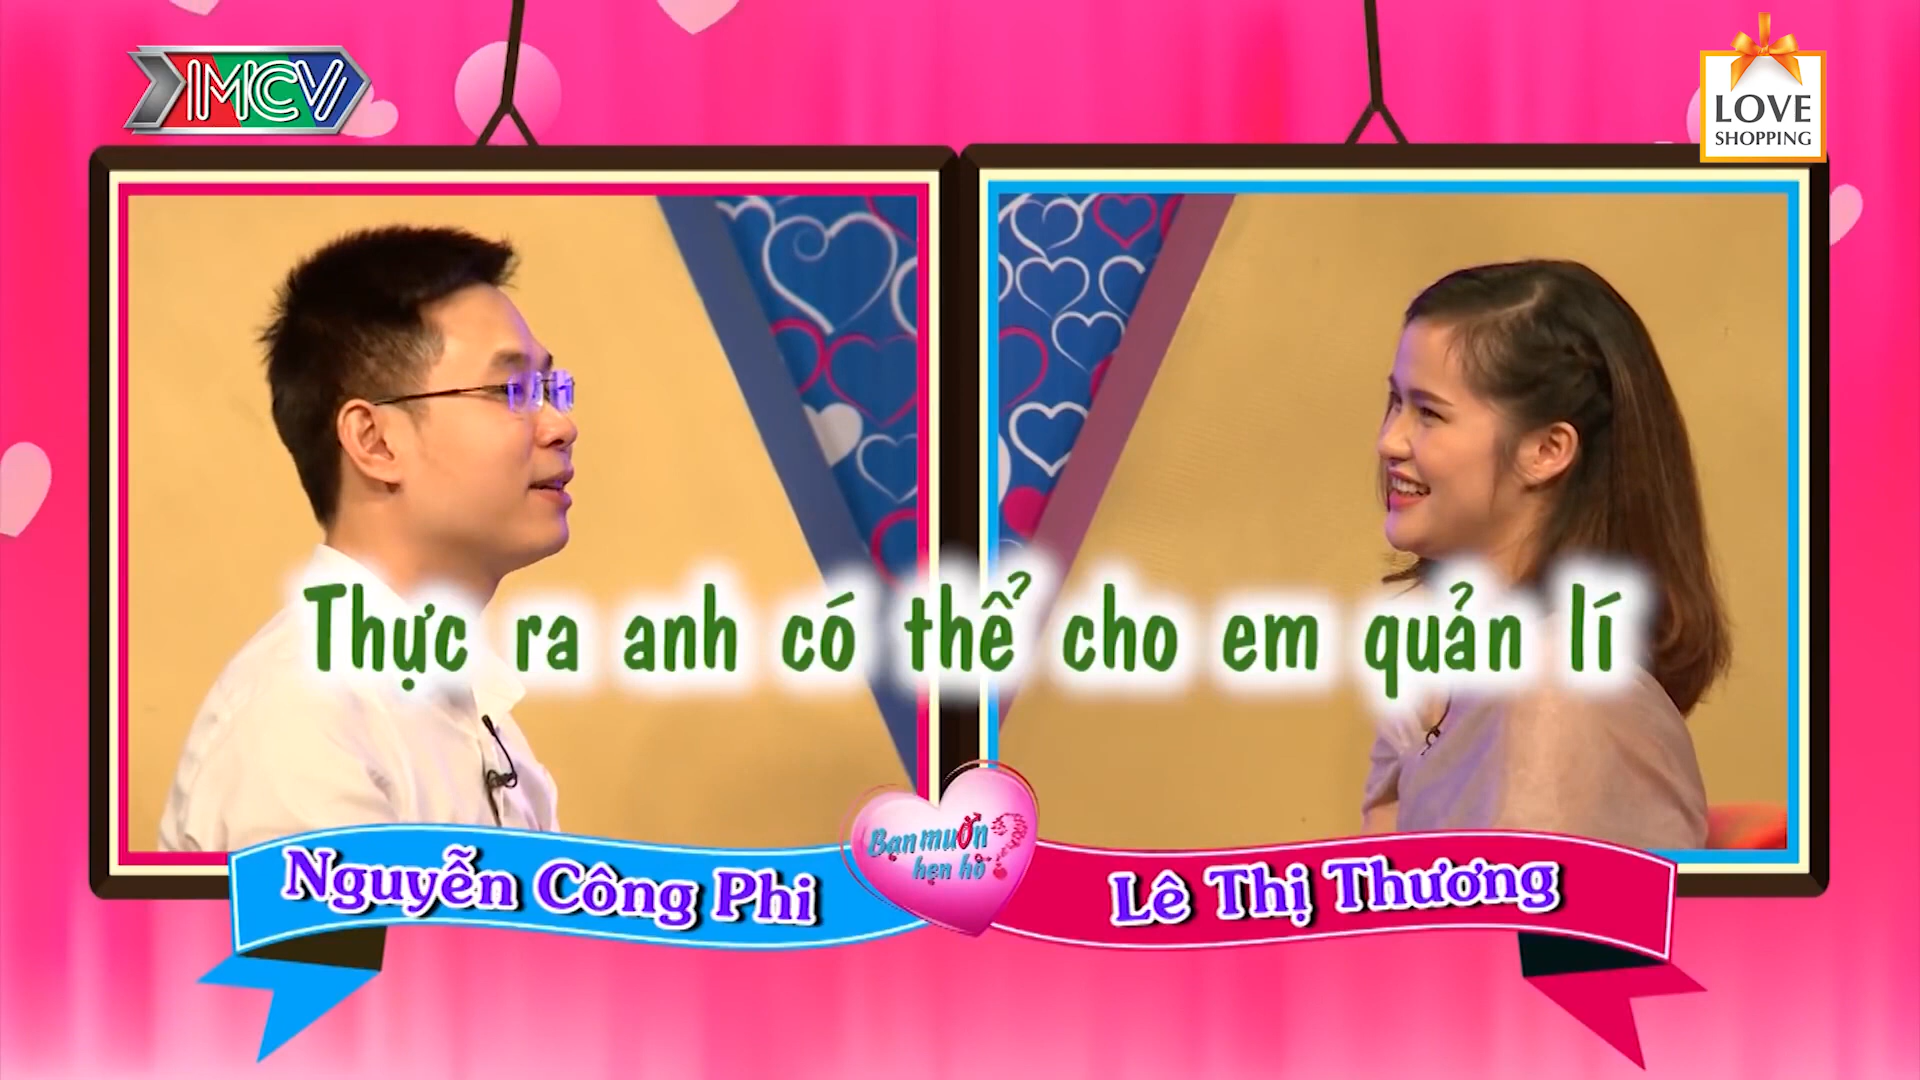 MCV
LOVE
SHOPPING
Thực ra anh có thể cho em quản lí
Bạn muốn
hẹn hò?
Nguyễn Công Phi
Lê Thị Thương